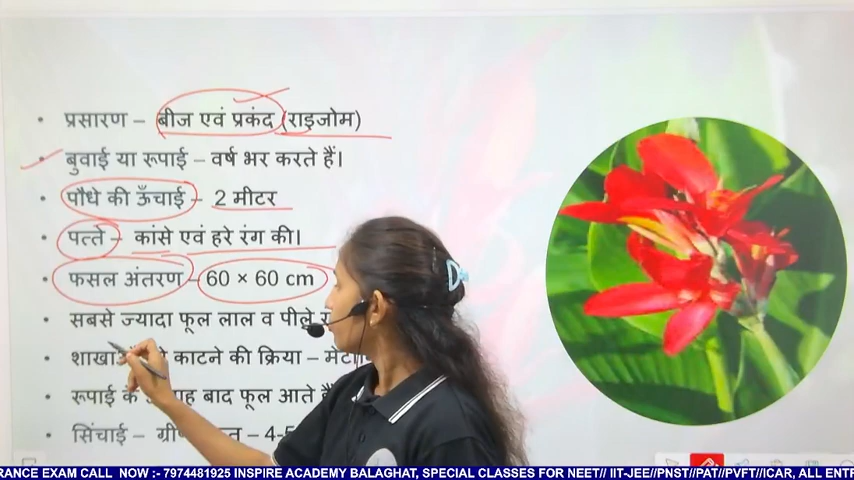 प्रसारण – बीज एवं प्रकंद (राइजोम)
बुवाई या रूपाई – वर्ष भर करते हैं।
पौधे की ऊँचाई – 2 मीटर
पत्ते – कांसे एवं हरे रंग की।
फसल अंतरण – 60 × 60 cm
सबसे ज्यादा फूल लाल व पीले
काटने की क्रिया –
रूपाई के बाद फूल आते
सिंचाई – – 4-5
RANCE EXAM CALL NOW :- 7974481925 INSPIRE ACADEMY BALAGHAT, SPECIAL CLASSES FOR NEET// IIT-JEE//PNST//PAT//PVFT//ICAR, ALL ENTR